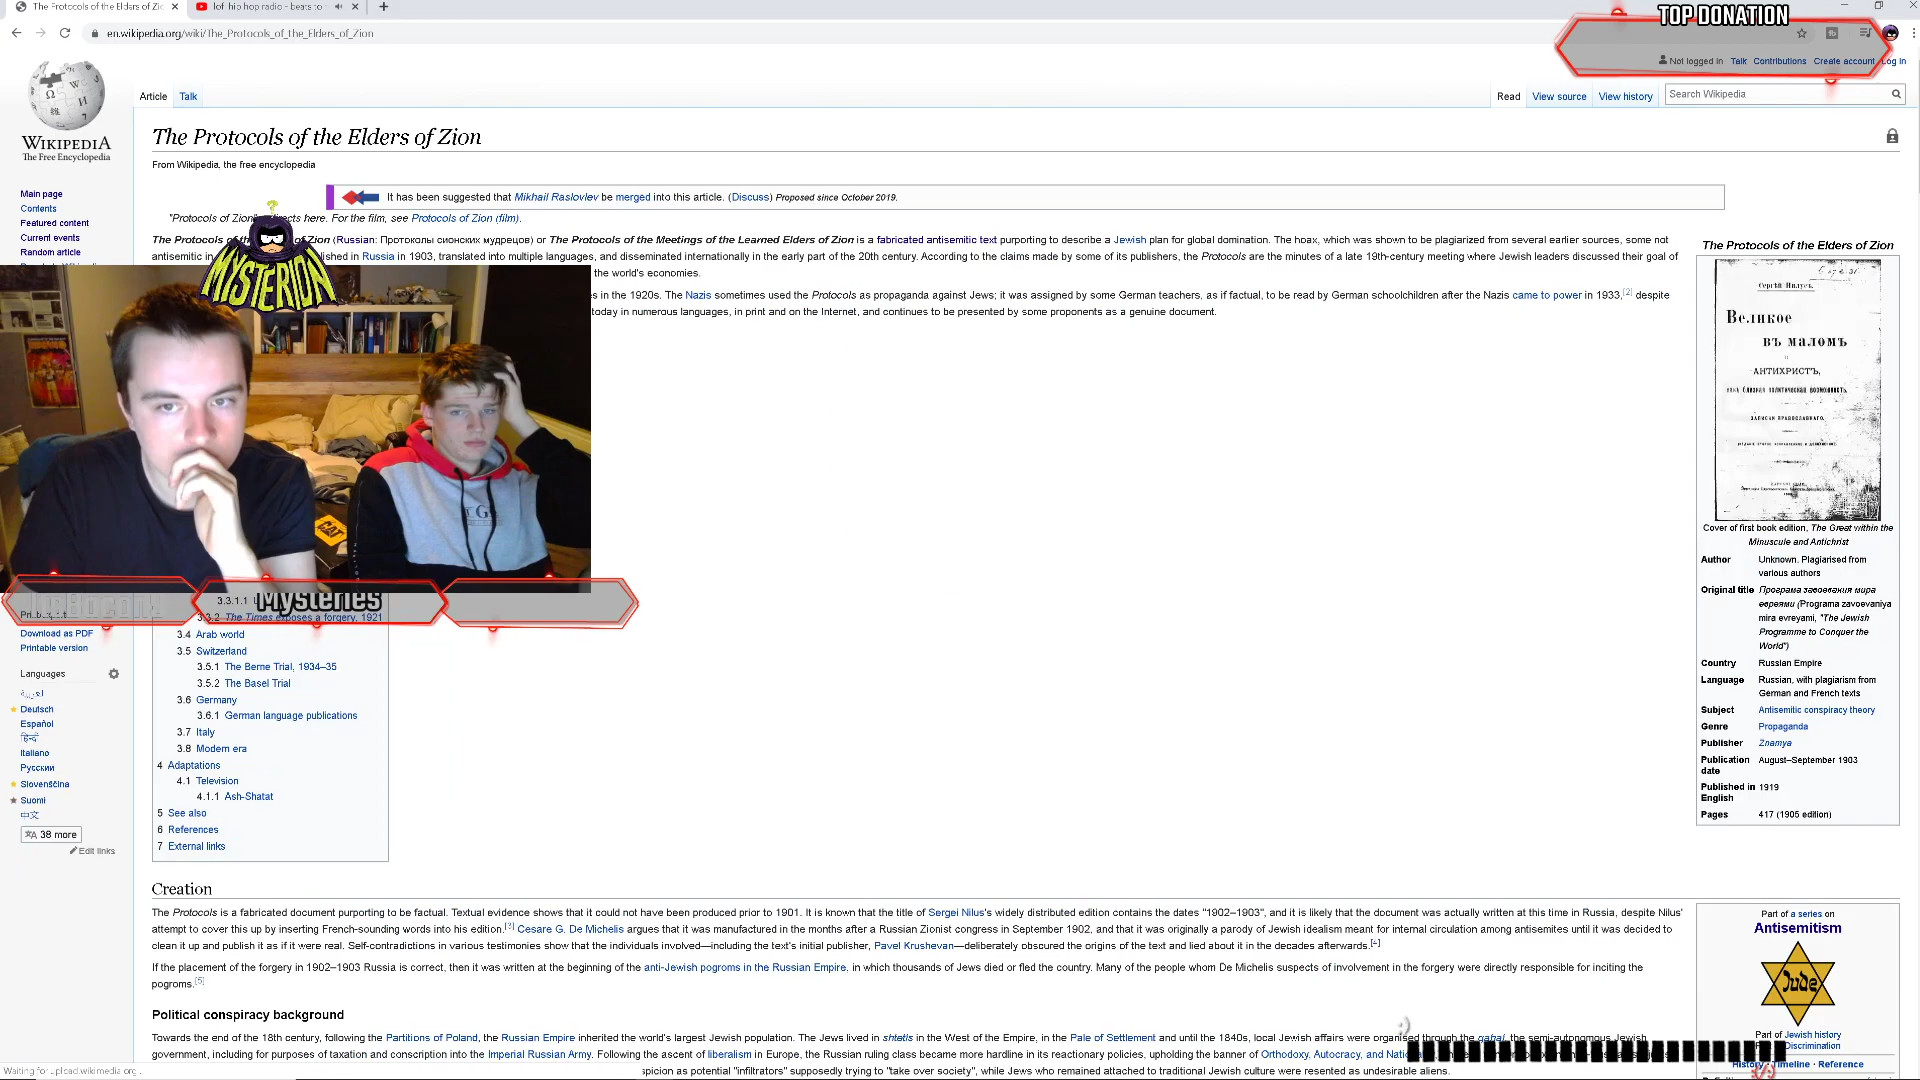 The Protocols of the Elders of Zi
lofi hip hop radio - beats to
en.wikipedia.org/wiki/The_Protocols_of_the_Elders_of_Zion
TOP DONATION
Not logged in Talk Contributions Create account Log in
Article Talk
Read View source View history Search Wikipedia
WIKIPEDIA
The Free Encyclopedia
The Protocols of the Elders of Zion
From Wikipedia, the free encyclopedia
Main page
Contents
Featured content
Current events
Random article
It has been suggested that Mikhail Raslovlev be merged into this article. (Discuss) Proposed since October 2019.
"Protocols of Zion" redirects here. For the film, see Protocols of Zion (film).
The Protocols of the of Zion (Russian: Протоколы сионских мудрецов) or The Protocols of the Meetings of the Learned Elders of Zion is a fabricated antisemitic text purporting to describe a Jewish plan for global domination. The hoax, which was shown to be plagiarized from several earlier sources, some not
antisemitic in lished in Russia in 1903, translated into multiple languages, and disseminated internationally in the early part of the 20th century. According to the claims made by some of its publishers, the Protocols are the minutes of a late 19th-century meeting where Jewish leaders discussed their goal of
the world's economies.
es in the 1920s. The Nazis sometimes used the Protocols as propaganda against Jews; it was assigned by some German teachers, as if factual, to be read by German schoolchildren after the Nazis came to power in 1933,[2] despite
today in numerous languages, in print and on the Internet, and continues to be presented by some proponents as a genuine document.
MYSTERION
CAT
Mysteries
3.3.1.1
3.3.2 The Times exposes a forgery, 1921
3.4 Arab world
3.5 Switzerland
3.5.1 The Berne Trial, 1934–35
3.5.2 The Basel Trial
3.6 Germany
3.6.1 German language publications
3.7 Italy
3.8 Modern era
4 Adaptations
4.1 Television
4.1.1 Ash-Shatat
5 See also
6 References
7 External links
Download as PDF
Printable version
Languages
العربية
Deutsch
Español
हिन्दी
Italiano
Русский
Slovenščina
Suomi
中文
38 more
Edit links
The Protocols of the Elders of Zion
Сергѣй Нилусъ.
Великое
въ маломъ
и
АНТИХРИСТЪ,
какъ близкая политическая возможность.
ЗАПИСКИ ПРАВОСЛАВНАГО.
Cover of first book edition, The Great within the
Minuscule and Antichrist
Author Unknown. Plagiarised from
various authors
Original title Програма завоевания мира
евреями (Programa zavoevaniya
mira evreyami, "The Jewish
Programme to Conquer the
World")
Country Russian Empire
Language Russian, with plagiarism from
German and French texts
Subject Antisemitic conspiracy theory
Genre Propaganda
Publisher Znamya
Publication date August–September 1903
Published in English 1919
Pages 417 (1905 edition)
Creation
The Protocols is a fabricated document purporting to be factual. Textual evidence shows that it could not have been produced prior to 1901. It is known that the title of Sergei Nilus's widely distributed edition contains the dates "1902–1903", and it is likely that the document was actually written at this time in Russia, despite Nilus'
attempt to cover this up by inserting French-sounding words into his edition.[3] Cesare G. De Michelis argues that it was manufactured in the months after a Russian Zionist congress in September 1902, and that it was originally a parody of Jewish idealism meant for internal circulation among antisemites until it was decided to
clean it up and publish it as if it were real. Self-contradictions in various testimonies show that the individuals involved—including the text's initial publisher, Pavel Krushevan—deliberately obscured the origins of the text and lied about it in the decades afterwards.[4]
If the placement of the forgery in 1902–1903 Russia is correct, then it was written at the beginning of the anti-Jewish pogroms in the Russian Empire, in which thousands of Jews died or fled the country. Many of the people whom De Michelis suspects of involvement in the forgery were directly responsible for inciting the
pogroms.[5]
Political conspiracy background
Towards the end of the 18th century, following the Partitions of Poland, the Russian Empire inherited the world's largest Jewish population. The Jews lived in shtetls in the West of the Empire, in the Pale of Settlement and until the 1840s, local Jewish affairs were organised through the qahal, the semi-autonomous Jewish
government, including for purposes of taxation and conscription into the Imperial Russian Army. Following the ascent of liberalism in Europe, the Russian ruling class became more hardline in its reactionary policies, upholding the banner of Orthodoxy, Autocracy, and
spicion as potential "infiltrators" supposedly trying to "take over society", while Jews who remained attached to traditional Jewish culture were resented as undesirable aliens.
Part of a series on
Antisemitism
Jude
Part of Jewish history
Discrimination
History · Timeline · Reference
Waiting for upload.wikimedia.org...